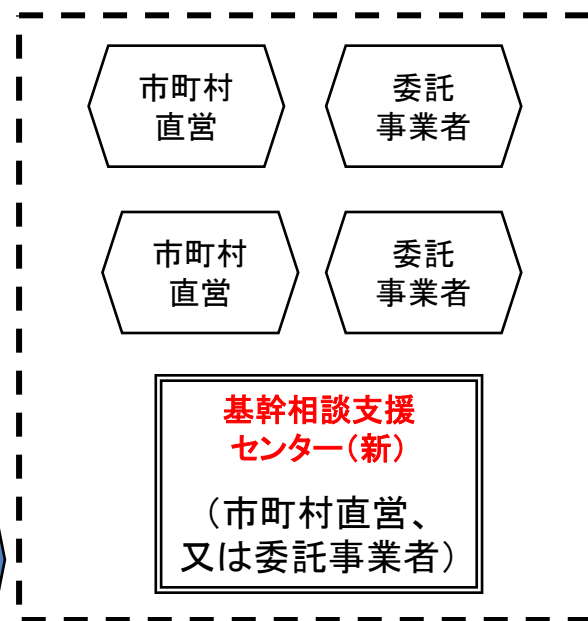 市町村
直営
委託
事業者
市町村
直営
委託
事業者
基幹相談支援
センター(新)
(市町村直営、
又は委託事業者)